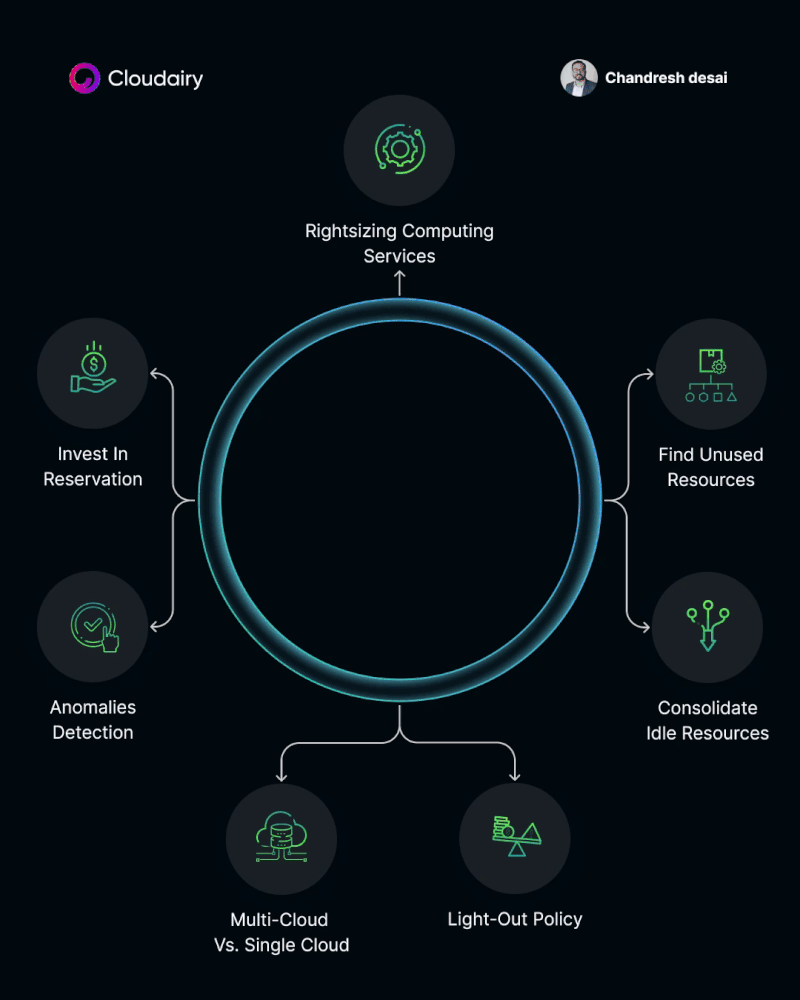 Cloudairy
Chandresh desai
Rightsizing Computing
Services
Invest In
Reservation
Find Unused
Resources
Anomalies
Detection
Consolidate
Idle Resources
Multi-Cloud
Vs. Single Cloud
Light-Out Policy